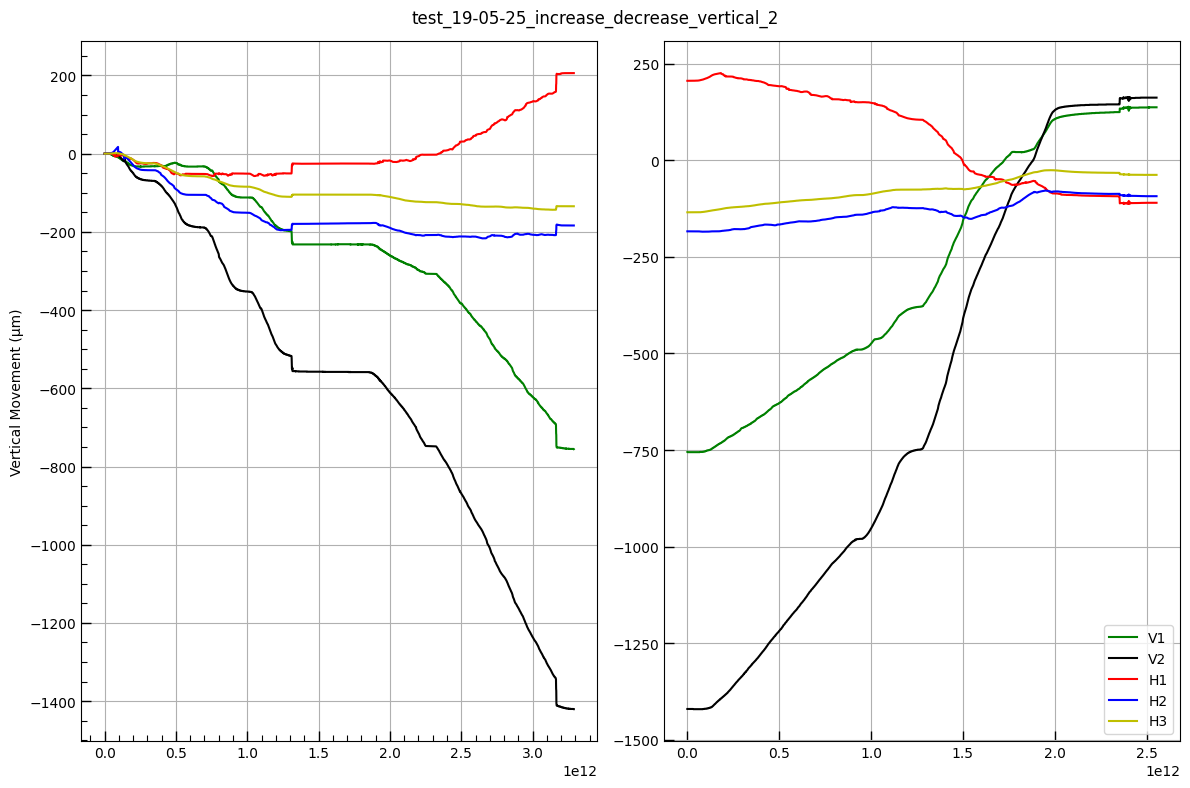 test_19-05-25_increase_decrease_vertical_2
Vertical Movement (μm)
200
0
−200
−400
−600
−800
−1000
−1200
−1400
0.0 0.5 1.0 1.5 2.0 2.5 3.0
1e12
250
0
−250
−500
−750
−1000
−1250
−1500
0.0 0.5 1.0 1.5 2.0 2.5
1e12
V1
V2
H1
H2
H3